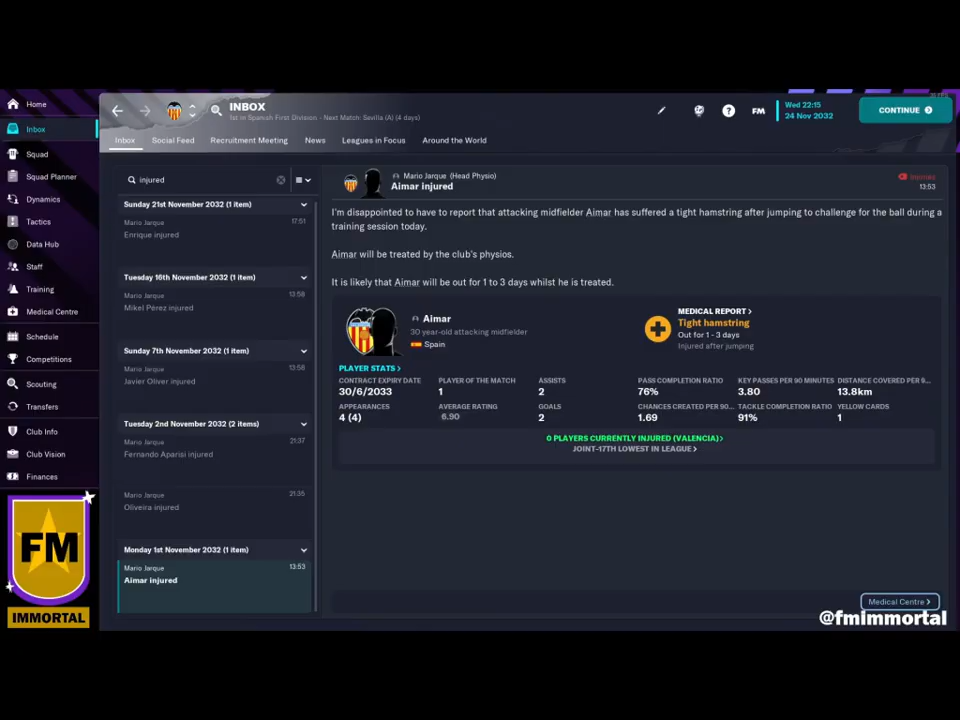 Home
Inbox
Squad
Squad Planner
Dynamics
Tactics
Data Hub
Staff
Training
Medical Centre
Schedule
Competitions
Scouting
Transfers
Club Info
Club Vision
Finances
FM
IMMORTAL
INBOX
1st in Spanish First Division - Next Match: Sevilla (A) (4 days)
FM
Wed 22:15
24 Nov 2032
CONTINUE
Inbox Social Feed Recruitment Meeting News Leagues in Focus Around the World
injured
Sunday 21st November 2032 (1 item)
Mario Jarque 17:51
Enrique injured
Tuesday 16th November 2032 (1 item)
Mario Jarque 13:58
Mikel Pérez injured
Sunday 7th November 2032 (1 item)
Mario Jarque 13:58
Javier Oliver injured
Tuesday 2nd November 2032 (2 items)
Mario Jarque 21:37
Fernando Aparisi injured
Mario Jarque 21:35
Oliveira injured
Monday 1st November 2032 (1 item)
Mario Jarque 13:53
Aimar injured
Mario Jarque (Head Physio)
Aimar injured
Injuries
13:53
I'm disappointed to have to report that attacking midfielder Aimar has suffered a tight hamstring after jumping to challenge for the ball during a
training session today.
Aimar will be treated by the club's physios.
It is likely that Aimar will be out for 1 to 3 days whilst he is treated.
Aimar
30 year-old attacking midfielder
Spain
MEDICAL REPORT >
Tight hamstring
Out for 1 - 3 days
Injured after jumping
PLAYER STATS >
CONTRACT EXPIRY DATE PLAYER OF THE MATCH ASSISTS PASS COMPLETION RATIO KEY PASSES PER 90 MINUTES DISTANCE COVERED PER 9...
30/6/2033 1 2 76% 3.80 13.8km
APPEARANCES AVERAGE RATING GOALS CHANCES CREATED PER 90... TACKLE COMPLETION RATIO YELLOW CARDS
4 (4) 6.90 2 1.69 91% 1
0 PLAYERS CURRENTLY INJURED (VALENCIA) >
JOINT-17TH LOWEST IN LEAGUE >
Medical Centre >
@fmimmortal